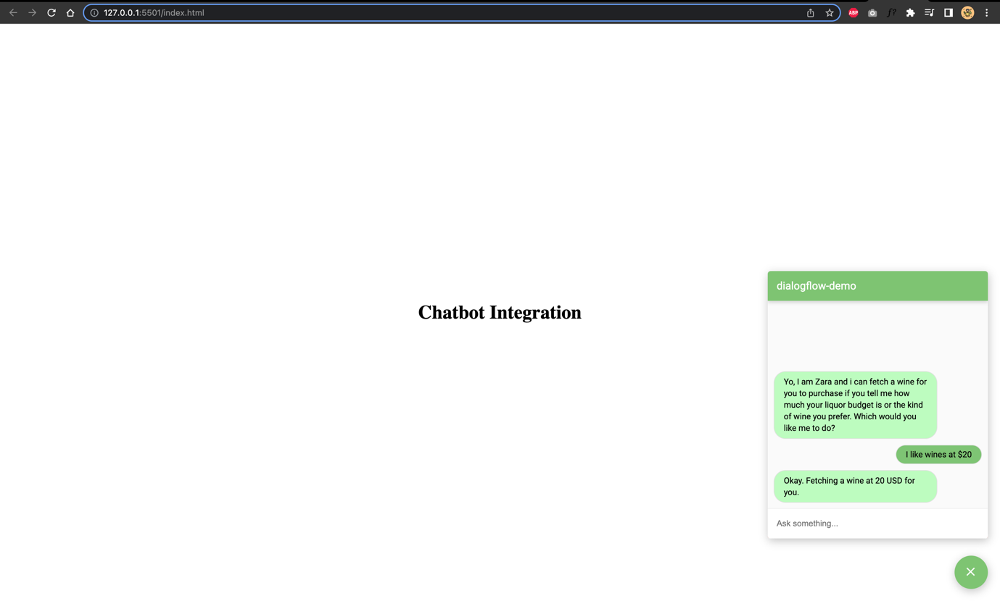 127.0.0.1:5501/index.html
ABP
f?
Chatbot Integration
dialogflow-demo
Yo, I am Zara and i can fetch a wine for
you to purchase if you tell me how
much your liquor budget is or the kind
of wine you prefer. Which would you
like me to do?
I like wines at $20
Okay. Fetching a wine at 20 USD for
you.
Ask something...